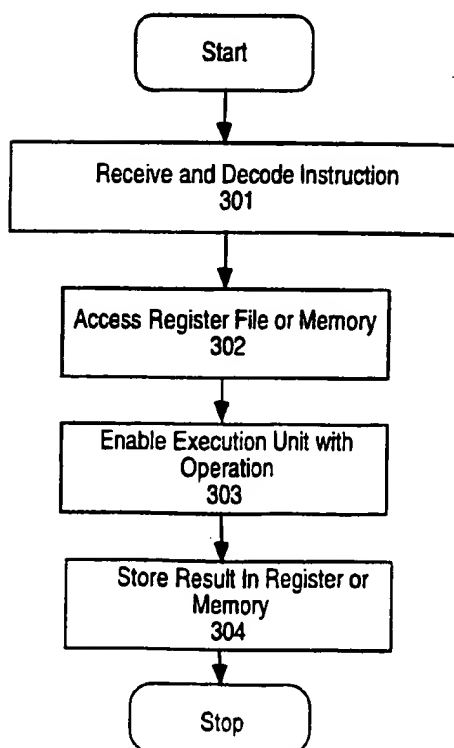 Start
Receive and Decode Instruction
301
Access Register File or Memory
302
Enable Execution Unit with
Operation
303
Store Result In Register or
Memory
304
Stop